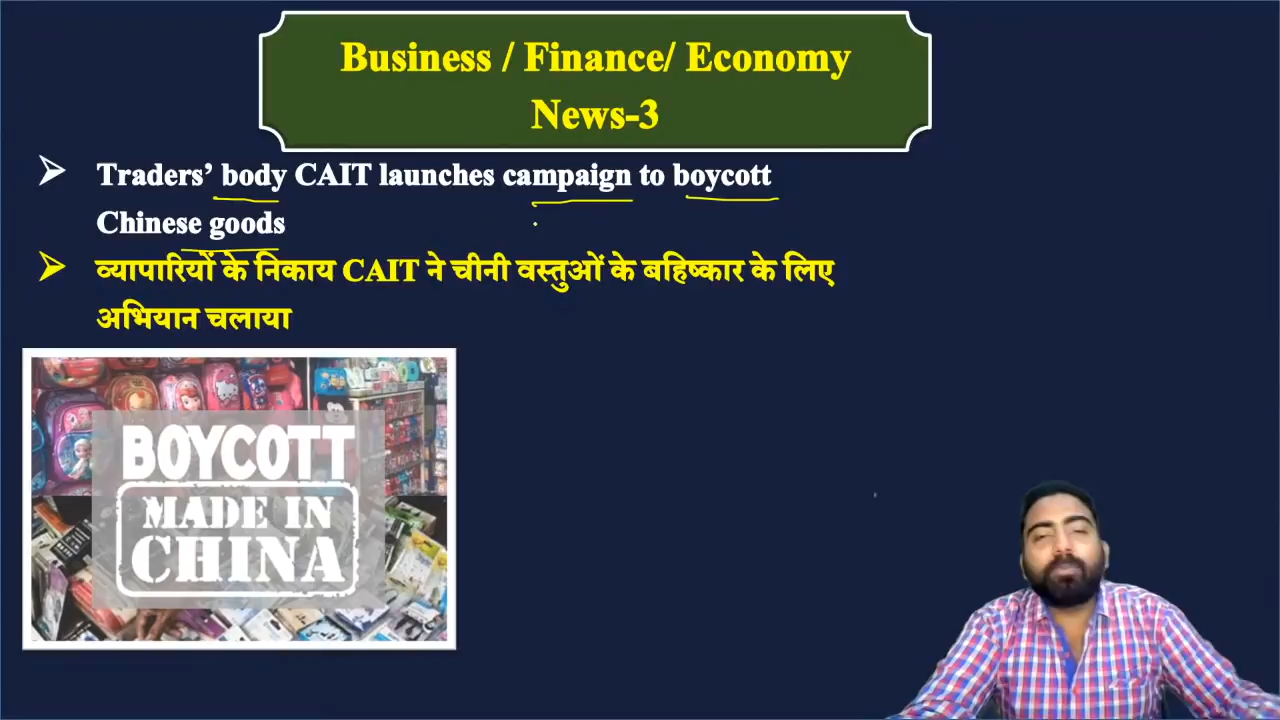 Business / Finance/ Economy
News-3
Traders’ body CAIT launches campaign to boycott
Chinese goods
व्यापारियों के निकाय CAIT ने चीनी वस्तुओं के बहिष्कार के लिए
अभियान चलाया
BOYCOTT
MADE IN
CHINA